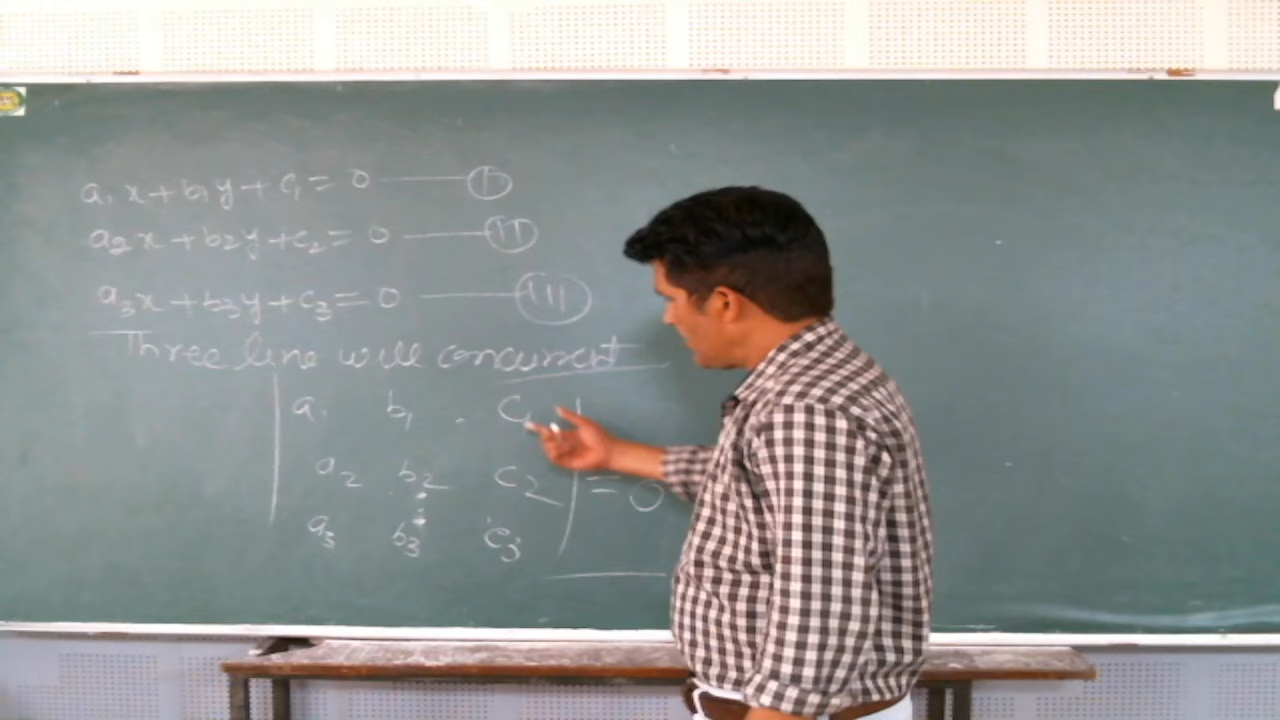 a₁x + b₁y + c₁ = 0 —— (I)
a₂x + b₂y + c₂ = 0 —— (II)
a₃x + b₃y + c₃ = 0 —— (III)
Three line will concurrent
| a₁ b₁ c₁ |
| a₂ b₂ c₂ | = 0
a₃ b₃ c₃ |